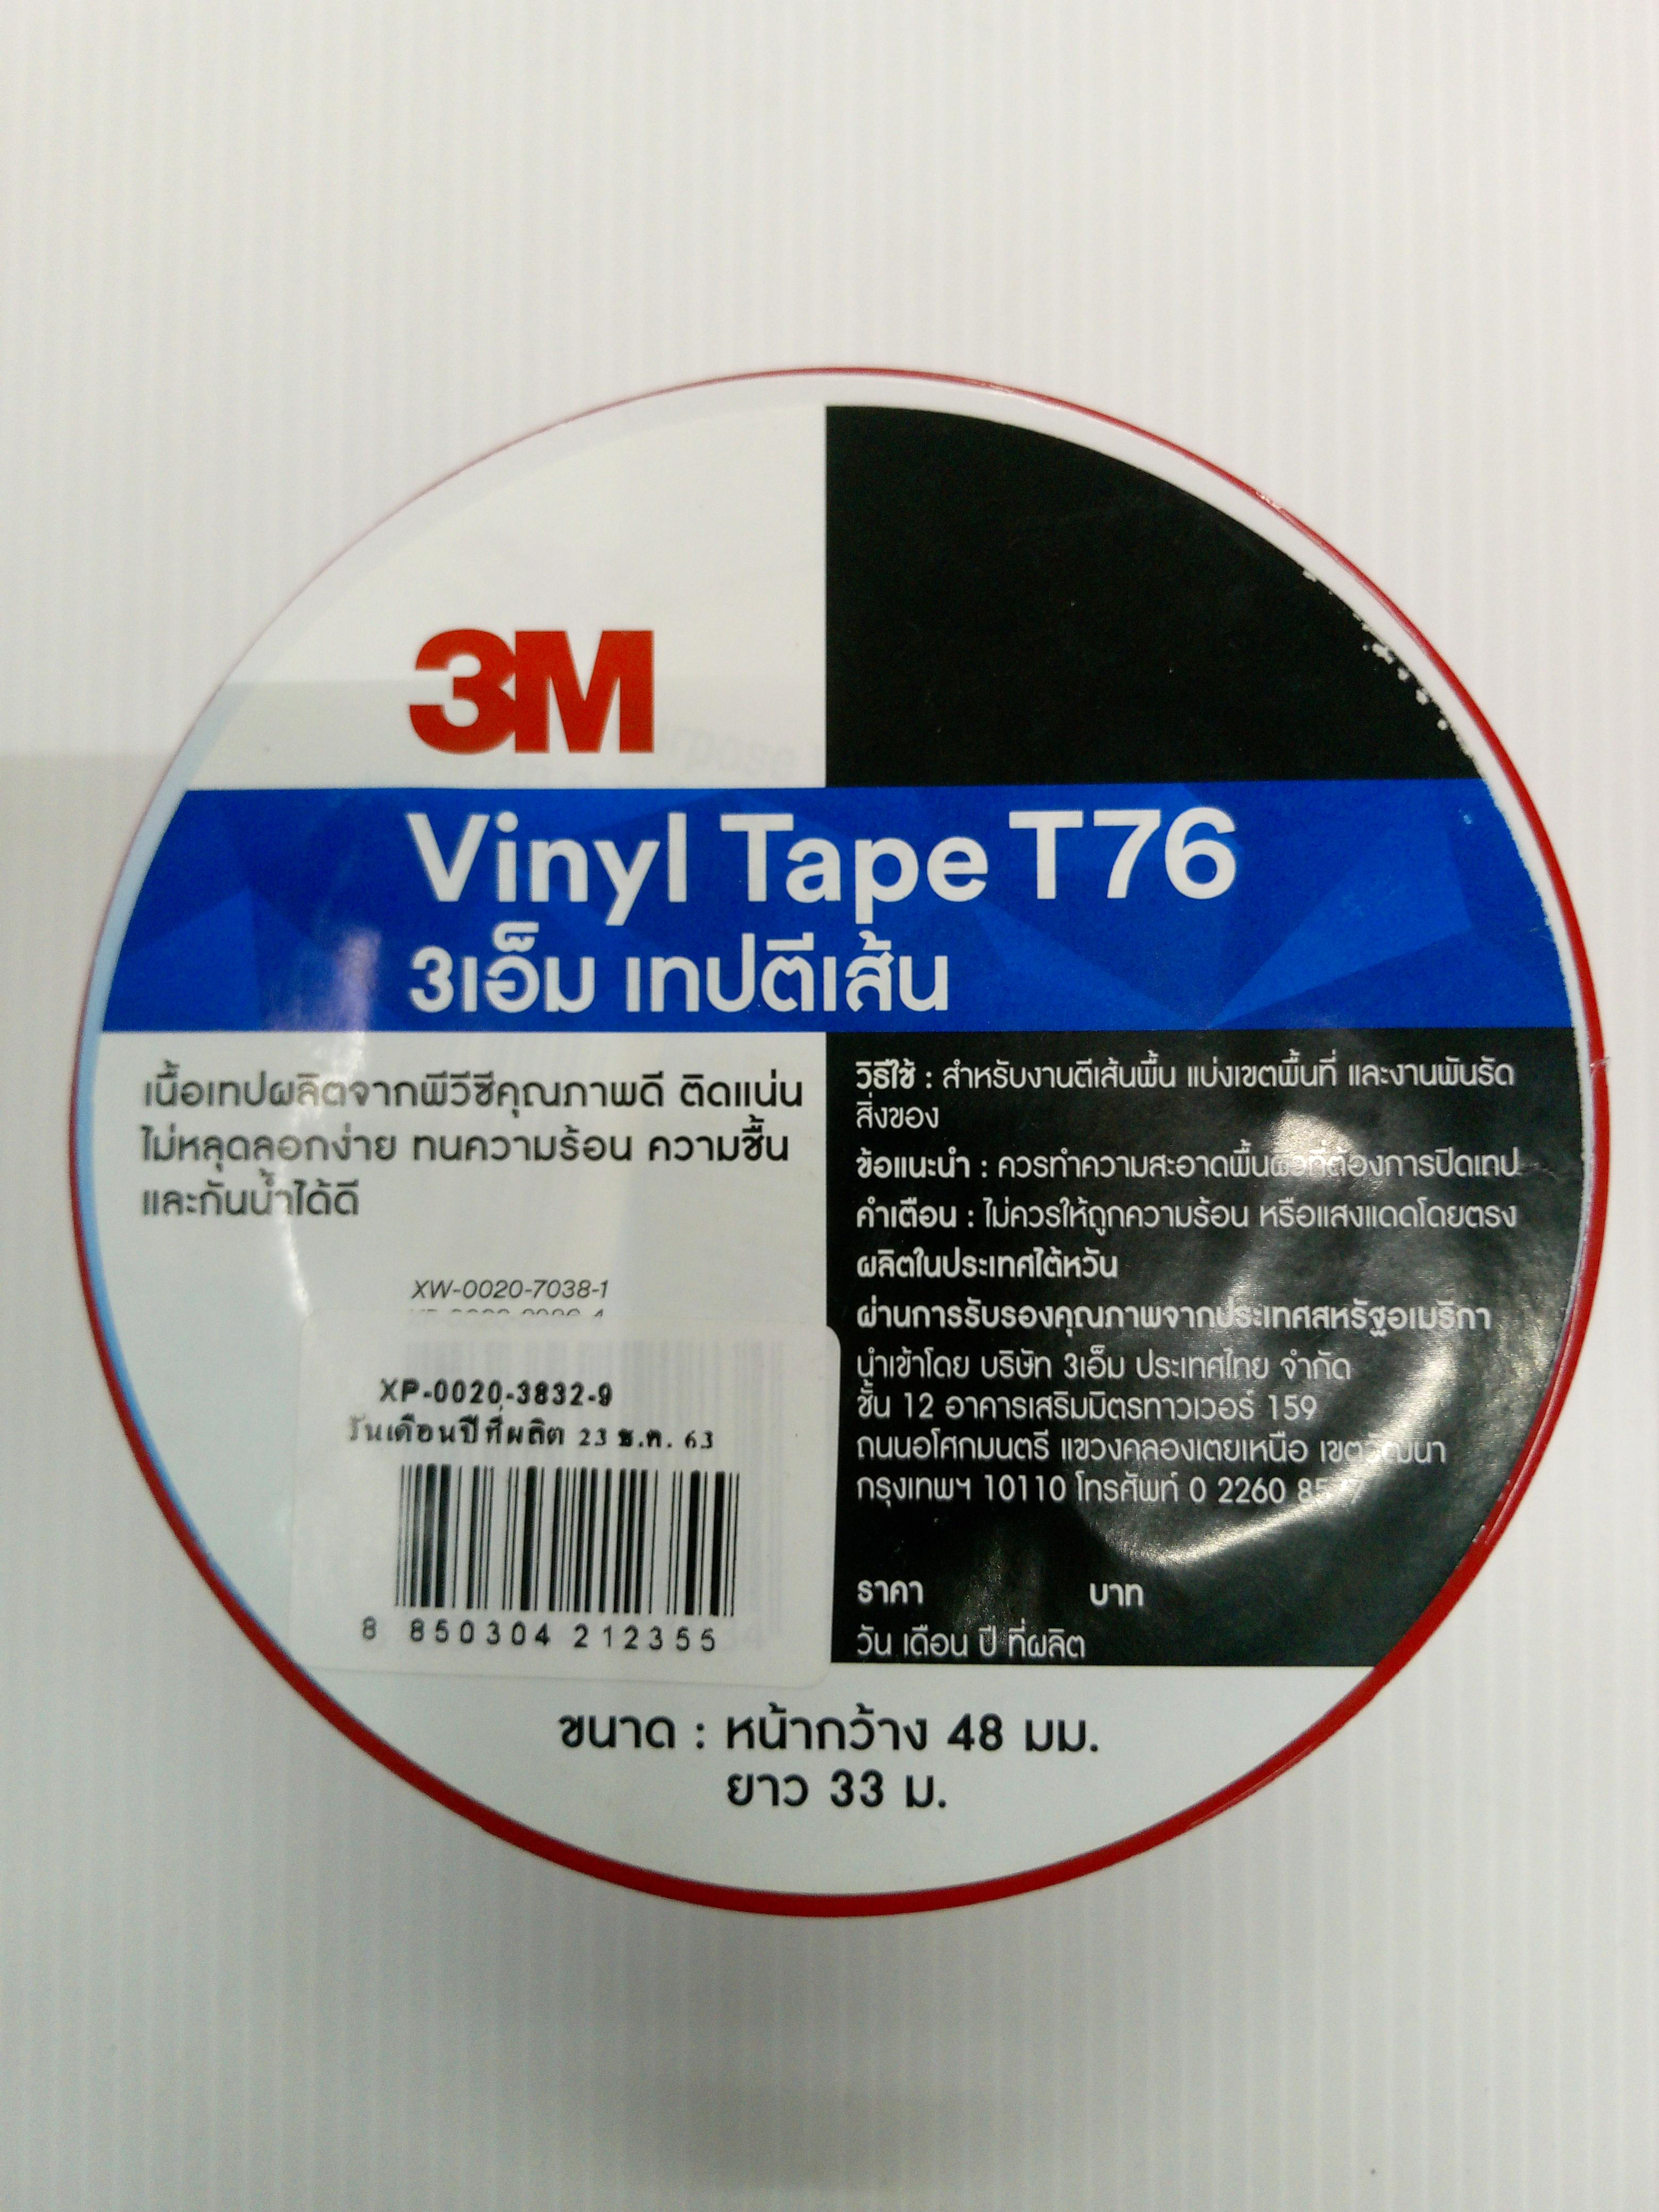 3M
Vinyl Tape T76
3เอ็ม เทปตีเส้น
เนื้อเทปผลิตจากพีวีซีคุณภาพดี ติดแน่น
ไม่หลุดลอกง่าย ทนความร้อน ความชื้น
และกันน้ำได้ดี
XW-0020-7038-1
XP-0020-3832-9
วันเดือนปีที่ผลิต 23 ธ.ค. 63
8 850304 212355
วิธีใช้ : สำหรับงานตีเส้นพื้น แบ่งเขตพื้นที่ และงานพันรัด
สิ่งของ
ข้อแนะนำ : ควรทำความสะอาดพื้นผิวที่ต้องการปิดเทป
คำเตือน : ไม่ควรให้ถูกความร้อน หรือแสงแดดโดยตรง
ผลิตในประเทศไต้หวัน
ผ่านการรับรองคุณภาพจากประเทศสหรัฐอเมริกา
นำเข้าโดย บริษัท 3เอ็ม ประเทศไทย จำกัด
ชั้น 12 อาคารเสริมมิตรทาวเวอร์ 159
ถนนอโศกมนตรี แขวงคลองเตยเหนือ เขตวัฒนา
กรุงเทพฯ 10110 โทรศัพท์ 0 2260
ราคา บาท
วัน เดือน ปี ที่ผลิต
ขนาด : หน้ากว้าง 48 มม.
ยาว 33 ม.